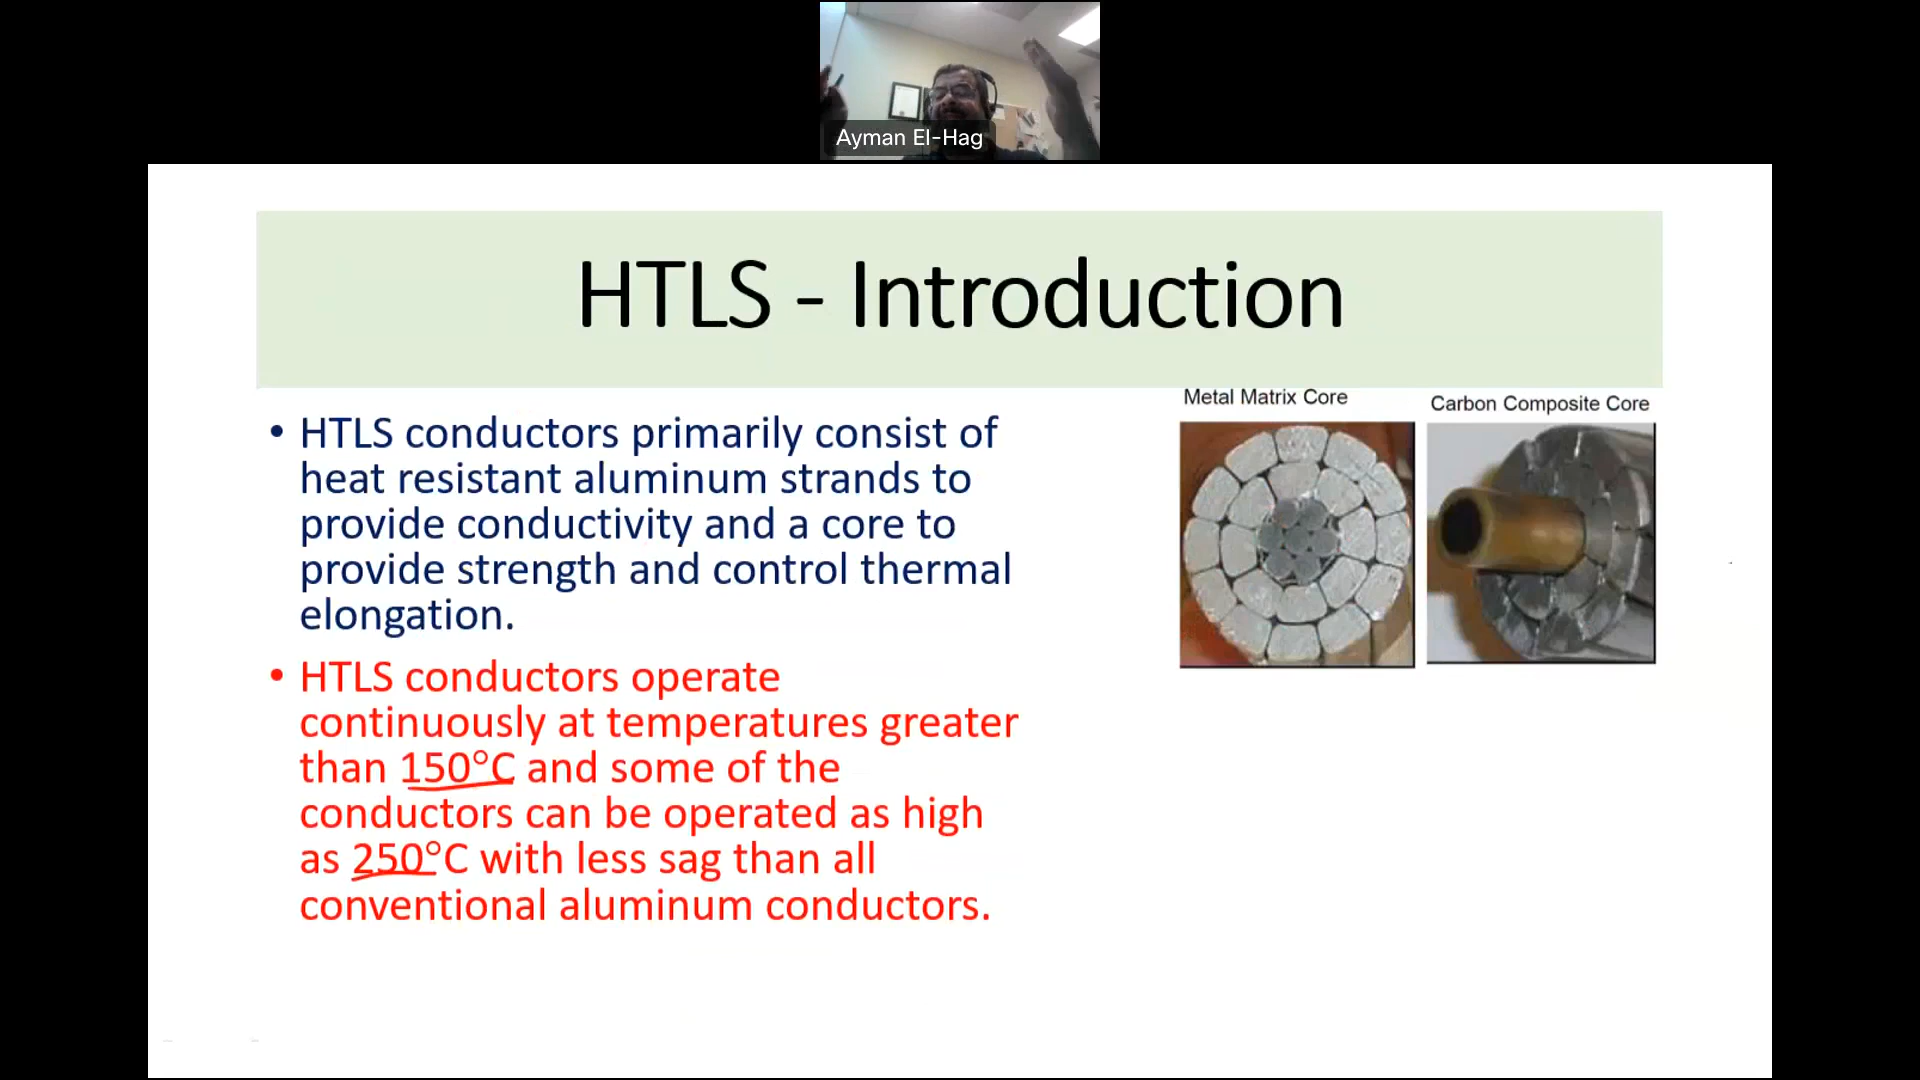 Ayman El-Hag
HTLS - Introduction
Metal Matrix Core
Carbon Composite Core
• HTLS conductors primarily consist of
heat resistant aluminum strands to
provide conductivity and a core to
provide strength and control thermal
elongation.
• HTLS conductors operate
continuously at temperatures greater
than 150°C and some of the
conductors can be operated as high
as 250°C with less sag than all
conventional aluminum conductors.